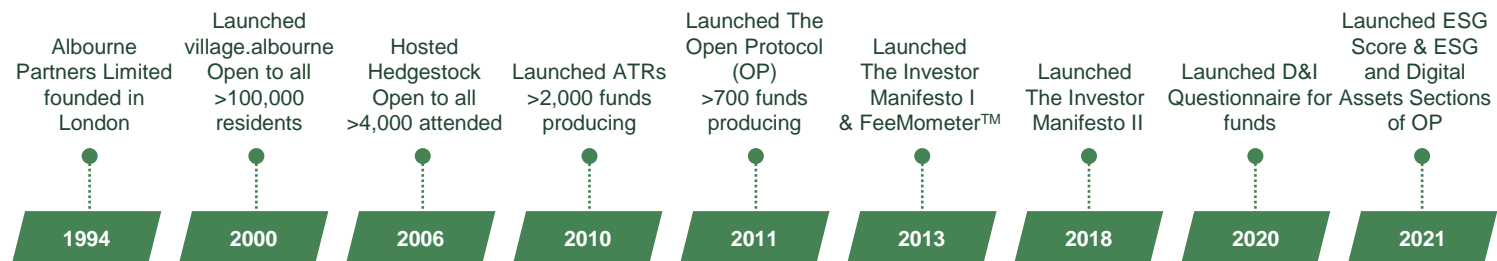 Albourne
Partners Limited
founded in
London
Launched
village.albourne
Open to all
>100,000
residents
Hosted
Hedgestock
Open to all
>4,000 attended
Launched ATRs
>2,000 funds
producing
Launched The
Open Protocol
(OP)
>700 funds
producing
Launched
The Investor
Manifesto I
& FeeMometer™
Launched
The Investor
Manifesto II
Launched D&I
Questionnaire for
funds
Launched ESG
Score & ESG
and Digital
Assets Sections
of OP
1994
2000
2006
2010
2011
2013
2018
2020
2021